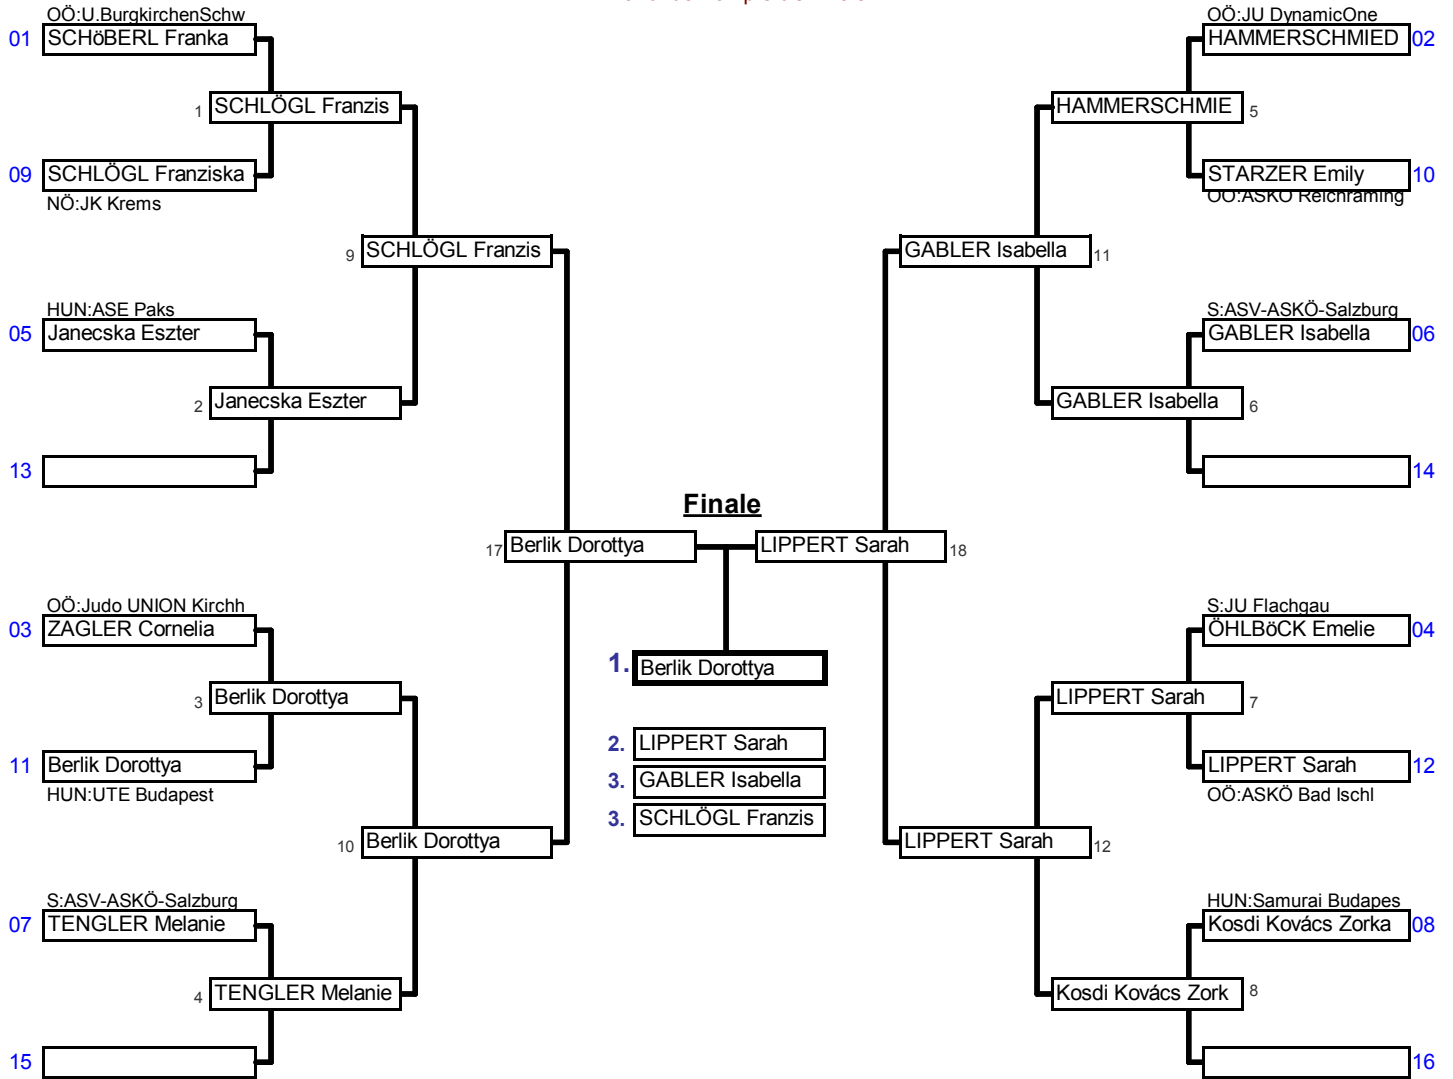 OÖ:U.BurgkirchenSchw
01 SCHöBERL Franka
1 SCHLÖGL Franzis
09 SCHLÖGL Franziska
NÖ:JK Krems
9 SCHLÖGL Franzis
HUN:ASE Paks
05 Janecska Eszter
2 Janecska Eszter
13
17 Berlik Dorottya
OÖ:Judo UNION Kirchh
03 ZAGLER Cornelia
3 Berlik Dorottya
11 Berlik Dorottya
HUN:UTE Budapest
10 Berlik Dorottya
S:ASV-ASKÖ-Salzburg
07 TENGLER Melanie
4 TENGLER Melanie
15
Finale
1. Berlik Dorottya
2. LIPPERT Sarah
3. GABLER Isabella
3. SCHLÖGL Franzis
OÖ:JU DynamicOne
HAMMERSCHMIED 02
HAMMERSCHMIE 5
STARZER Emily 10
OÖ:ASKÖ Reichraming
GABLER Isabella 11
S:ASV-ASKÖ-Salzburg
GABLER Isabella 06
GABLER Isabella 6
14
LIPPERT Sarah 18
S:JU Flachgau
ÖHLBöCK Emelie 04
LIPPERT Sarah 7
LIPPERT Sarah 12
OÖ:ASKÖ Bad Ischl
LIPPERT Sarah 12
HUN:Samurai Budapes
Kosdi Kovács Zorka 08
Kosdi Kovács Zork 8
16